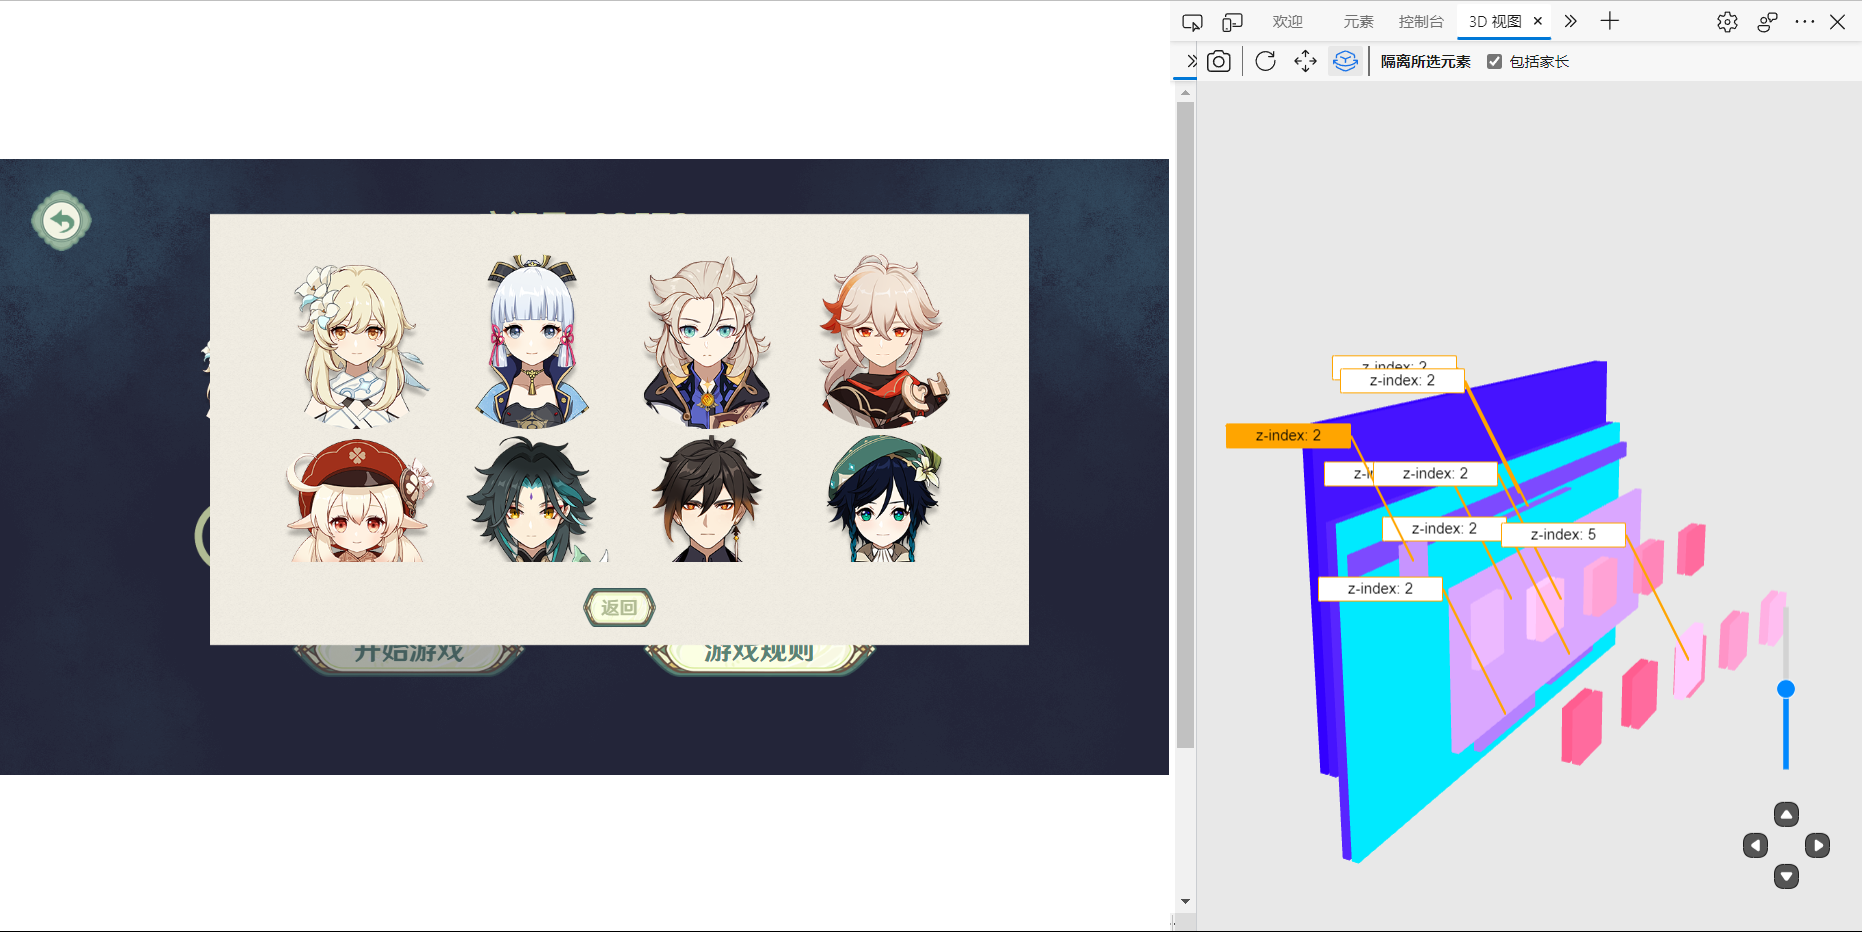 欢迎
元素
控制台
3D 视图
隔离所选元素
包括家长
返回
开始游戏
游戏规则
z-index: 2
z-index: 2
z-index: 2
z-index: 2
z-index: 2
z-index: 5
z-index: 2